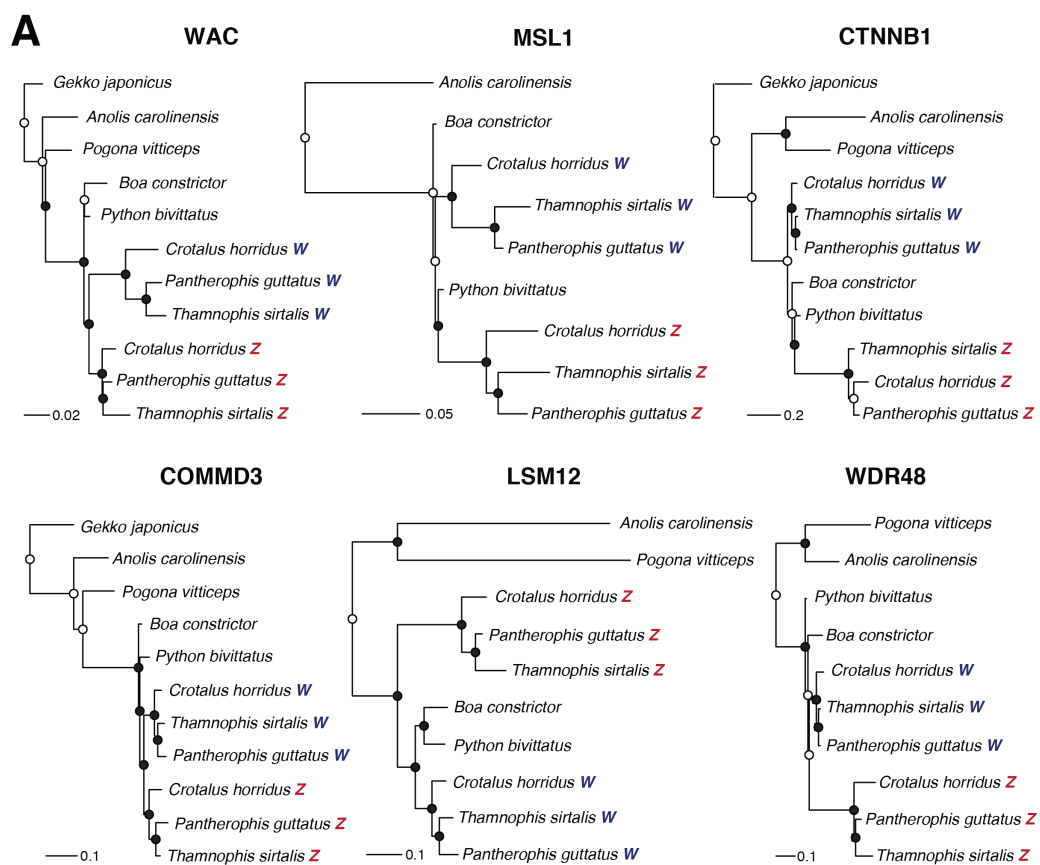 A
WAC
Gekko japonicus
Anolis carolinensis
Pogona vitticeps
Boa constrictor
Python bivittatus
Crotalus horridus W
Pantherophis guttatus W
Thamnophis sirtalis W
Crotalus horridus Z
Pantherophis guttatus Z
Thamnophis sirtalis Z
0.02
MSL1
Anolis carolinensis
Boa constrictor
Crotalus horridus W
Thamnophis sirtalis W
Pantherophis guttatus W
Python bivittatus
Crotalus horridus Z
Thamnophis sirtalis Z
Pantherophis guttatus Z
0.05
CTNNB1
Gekko japonicus
Anolis carolinensis
Pogona vitticeps
Crotalus horridus W
Thamnophis sirtalis W
Pantherophis guttatus W
Boa constrictor
Python bivittatus
Thamnophis sirtalis Z
Crotalus horridus Z
Pantherophis guttatus Z
0.2
COMMD3
Gekko japonicus
Anolis carolinensis
Pogona vitticeps
Boa constrictor
Python bivittatus
Crotalus horridus W
Thamnophis sirtalis W
Pantherophis guttatus W
Crotalus horridus Z
Pantherophis guttatus Z
Thamnophis sirtalis Z
0.1
LSM12
Anolis carolinensis
Pogona vitticeps
Crotalus horridus Z
Pantherophis guttatus Z
Thamnophis sirtalis Z
Boa constrictor
Python bivittatus
Crotalus horridus W
Thamnophis sirtalis W
Pantherophis guttatus W
0.1
WDR48
Pogona vitticeps
Anolis carolinensis
Python bivittatus
Boa constrictor
Crotalus horridus W
Thamnophis sirtalis W
Pantherophis guttatus W
Crotalus horridus Z
Pantherophis guttatus Z
Thamnophis sirtalis Z
0.1